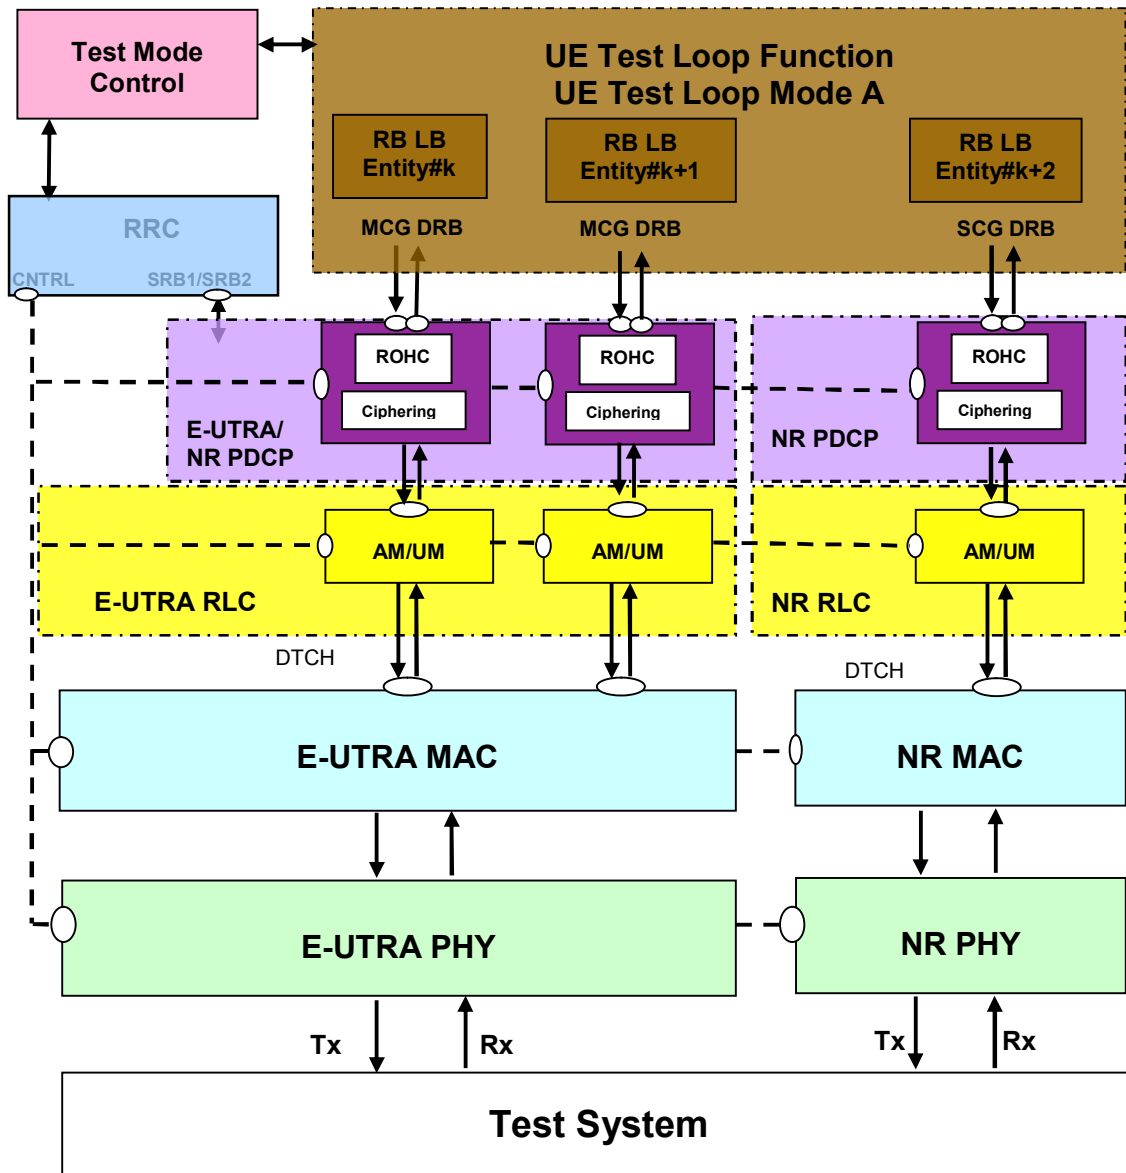 Test Mode
Control
UE Test Loop Function
UE Test Loop Mode A
RB LB
Entity#k
RB LB
Entity#k+1
RB LB
Entity#k+2
MCG DRB
MCG DRB
SCG DRB
RRC
CNTRL
SRB1/SRB2
ROHC
Ciphering
ROHC
Ciphering
ROHC
Ciphering
E-UTRA/
NR PDCP
NR PDCP
AM/UM
AM/UM
AM/UM
E-UTRA RLC
NR RLC
DTCH
DTCH
E-UTRA MAC
NR MAC
E-UTRA PHY
NR PHY
Tx
Rx
Tx
Rx
Test System